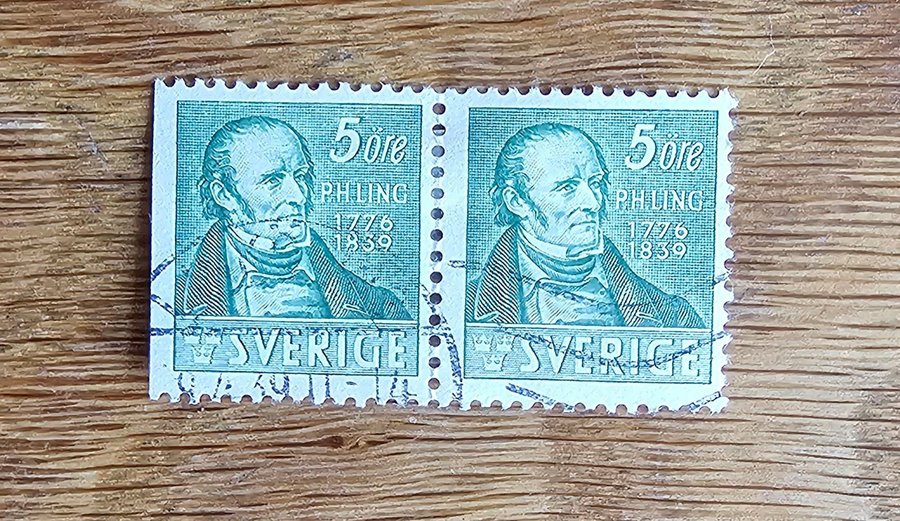 5 öre
P.H.LING
1776
1839
SVERIGE
5 öre
P.H.LING
1776
1839
SVERIGE